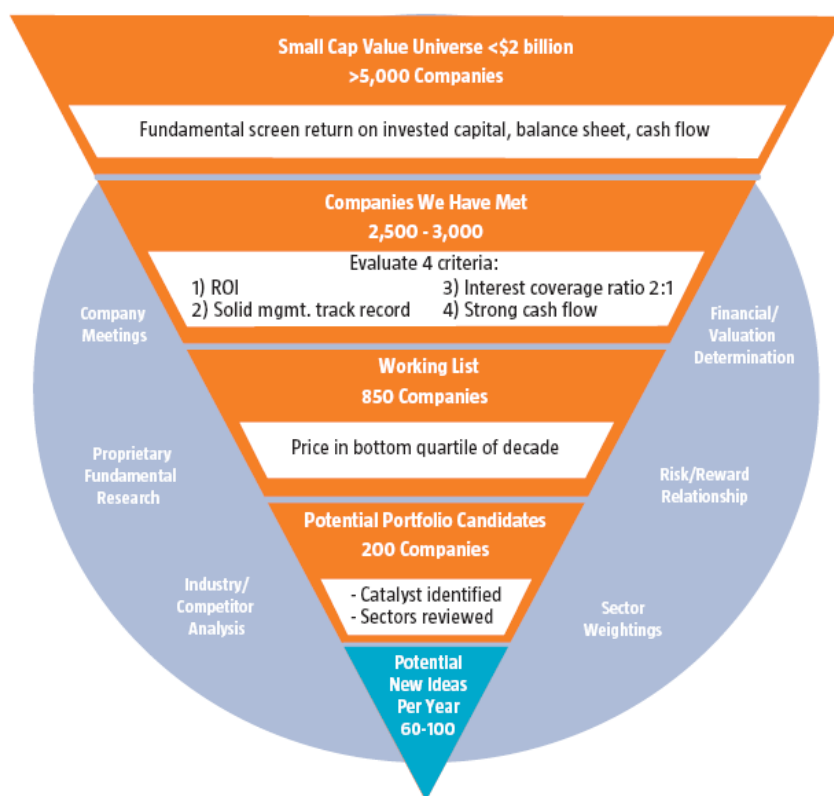 Small Cap Value Universe <$2 billion
>5,000 Companies
Fundamental screen return on invested capital, balance sheet, cash flow
Companies We Have Met
2,500 - 3,000
Evaluate 4 criteria:
1) ROI
2) Solid mgmt. track record
3) Interest coverage ratio 2:1
4) Strong cash flow
Company
Meetings
Financial/
Valuation
Determination
Working List
850 Companies
Price in bottom quartile of decade
Proprietary
Fundamental
Research
Risk/Reward
Relationship
Potential Portfolio Candidates
200 Companies
- Catalyst identified
- Sectors reviewed
Industry/
Competitor
Analysis
Sector
Weightings
Potential
New Ideas
Per Year
60-100